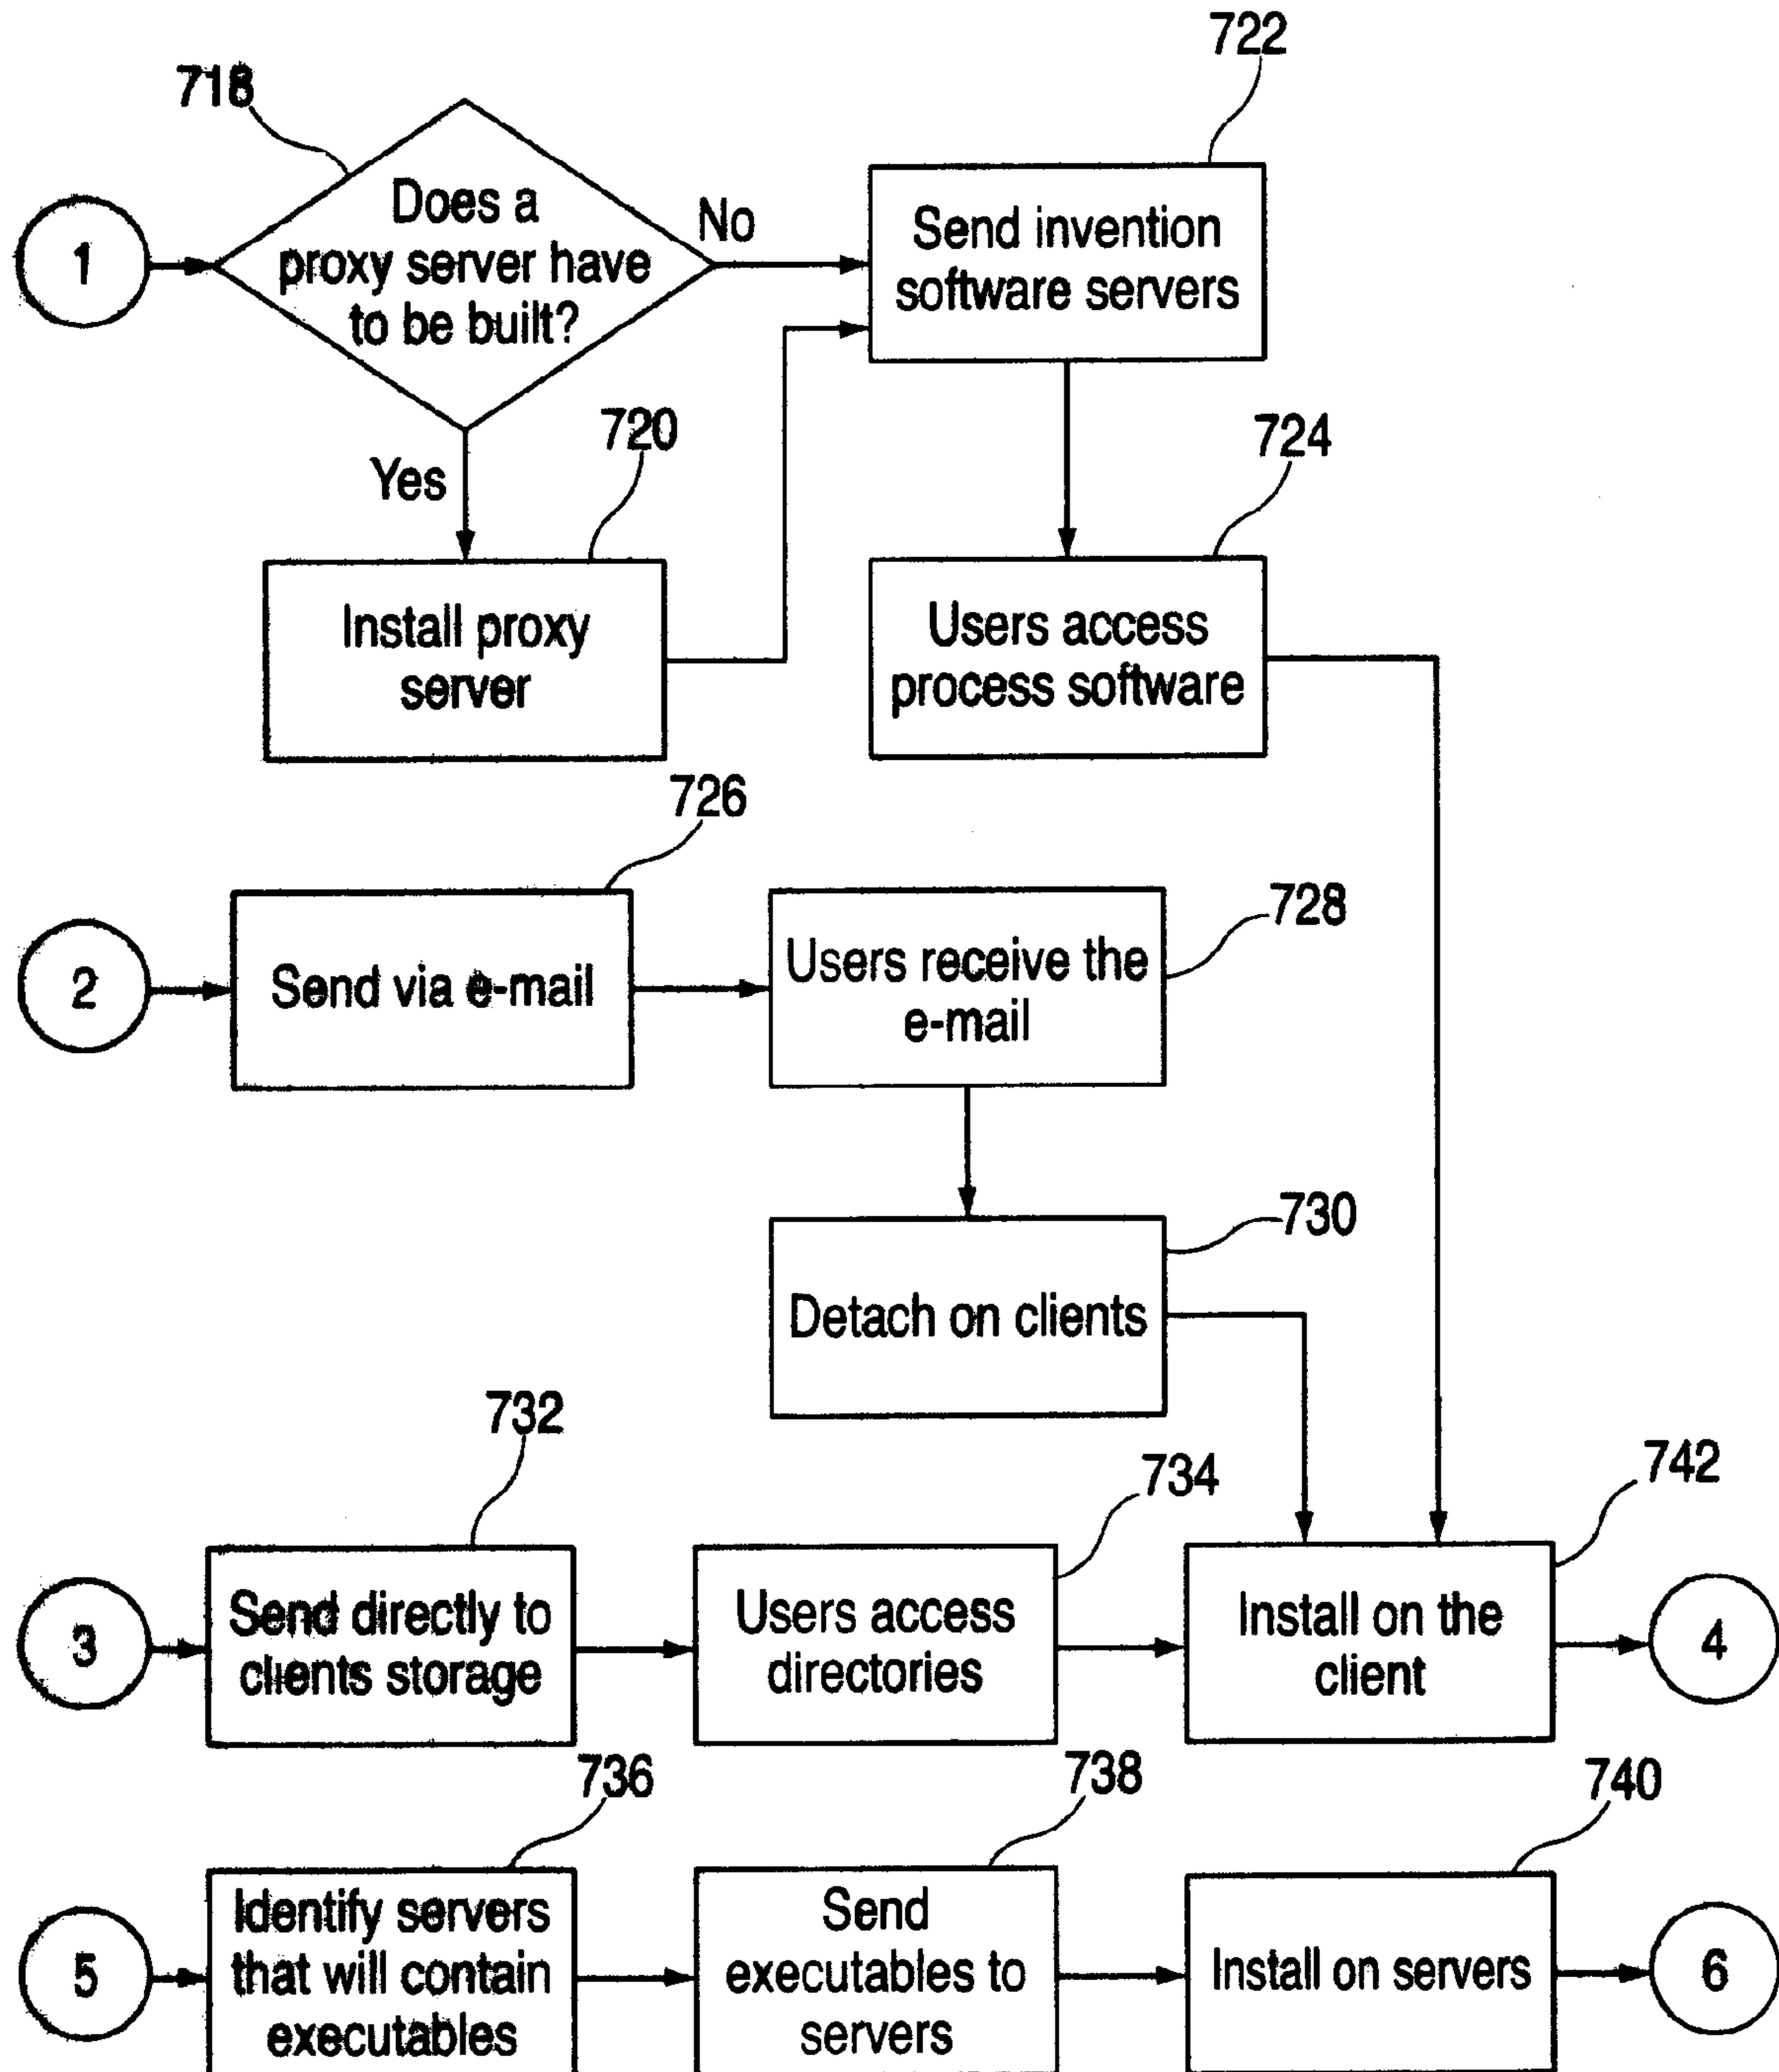 722
718
1
Does a
proxy server have
to be built?
No
Send invention
software servers
720
724
Yes
Install proxy
server
Users access
process software
726
2
Send via e-mail
Users receive the
e-mail
728
730
Detach on clients
732
734
742
3
Send directly to
clients storage
Users access
directories
Install on the
client
4
736
738
740
5
Identify servers
that will contain
executables
Send
executables to
servers
Install on servers
6